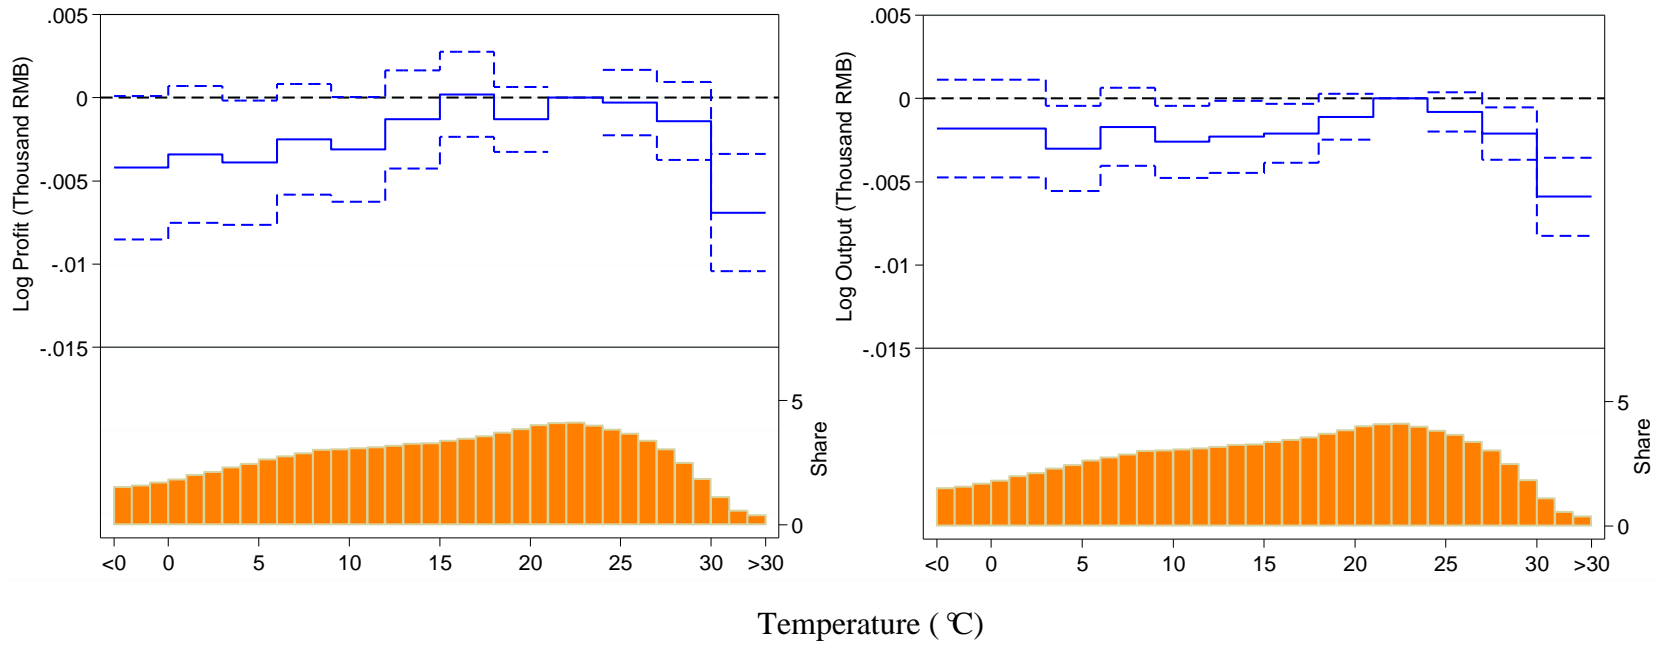 Log Profit (Thousand RMB)
.005
0
-.005
-.01
-.015
5
0
Share
<0 0 5 10 15 20 25 30 >30
Log Output (Thousand RMB)
.005
0
-.005
-.01
-.015
5
0
Share
<0 0 5 10 15 20 25 30 >30
Temperature ( ℃)